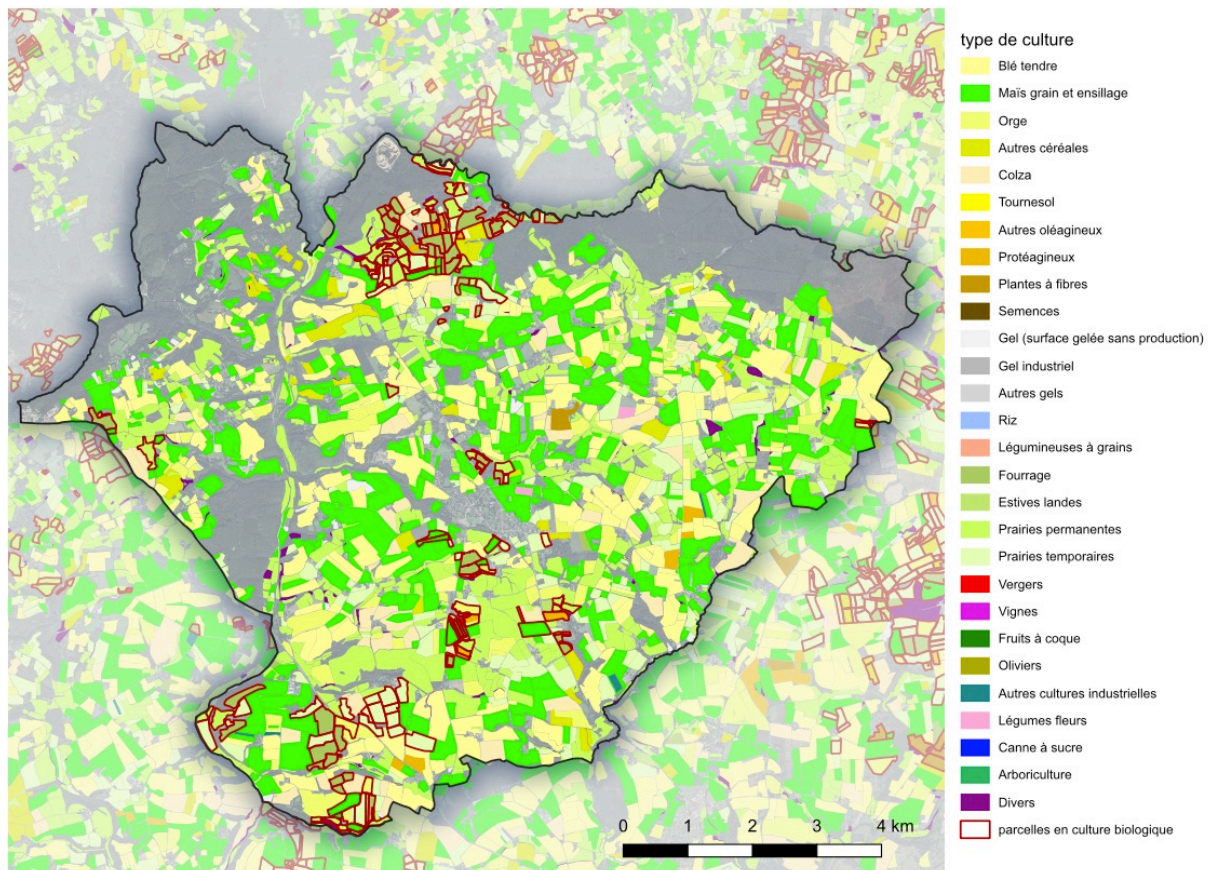 type de culture
Blé tendre
Maïs grain et ensillage
Orge
Autres céréales
Colza
Tournesol
Autres oléagineux
Protéagineux
Plantes à fibres
Semences
Gel (surface gelée sans production)
Gel industriel
Autres gels
Riz
Légumineuses à grains
Fourrage
Estives landes
Prairies permanentes
Prairies temporaires
Vergers
Vignes
Fruits à coque
Oliviers
Autres cultures industrielles
Légumes fleurs
Canne à sucre
Arboriculture
Divers
parcelles en culture biologique
0 1 2 3 4 km